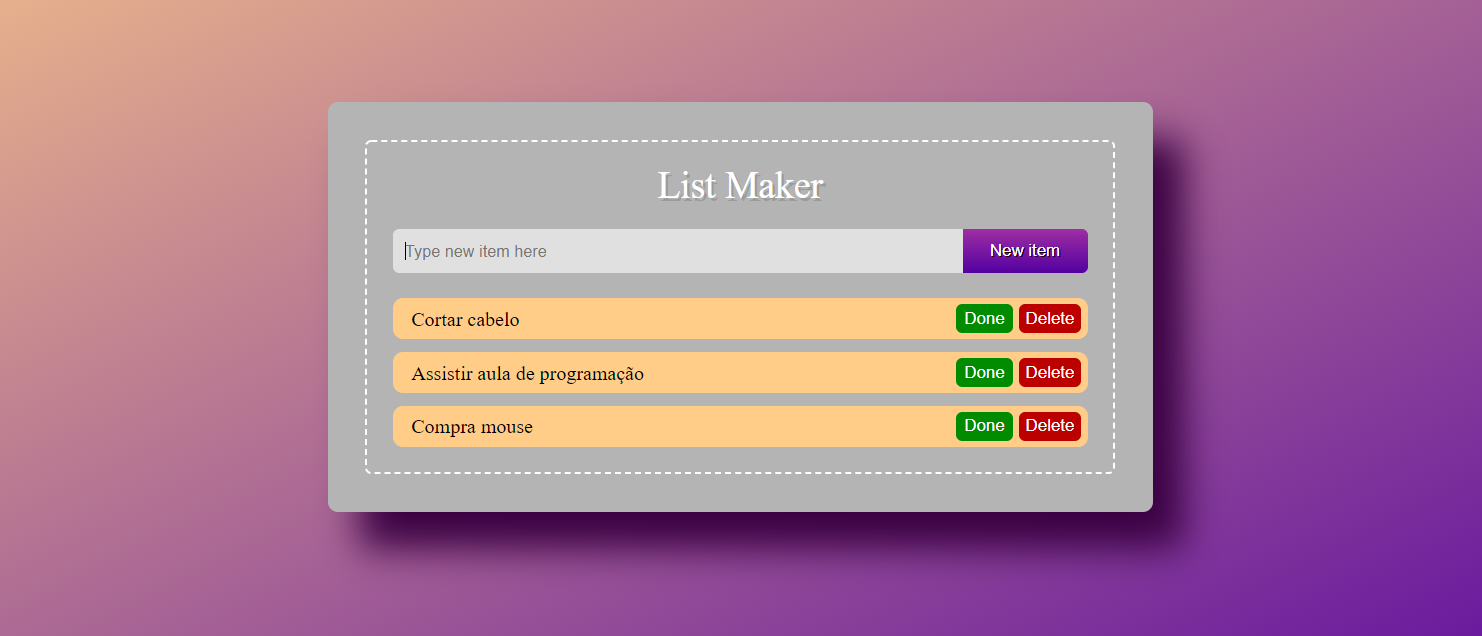 List Maker
Type new item here
New item
Cortar cabelo
Done
Delete
Assistir aula de programação
Done
Delete
Compra mouse
Done
Delete